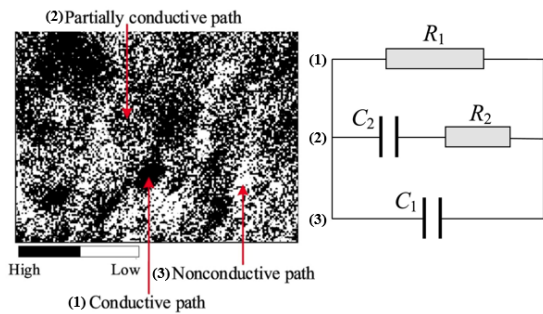 (2)Partially conductive path
High
Low
(3)Nonconductive path
(1) Conductive path
(1)
R1
(2)
C2
R2
(3)
C1